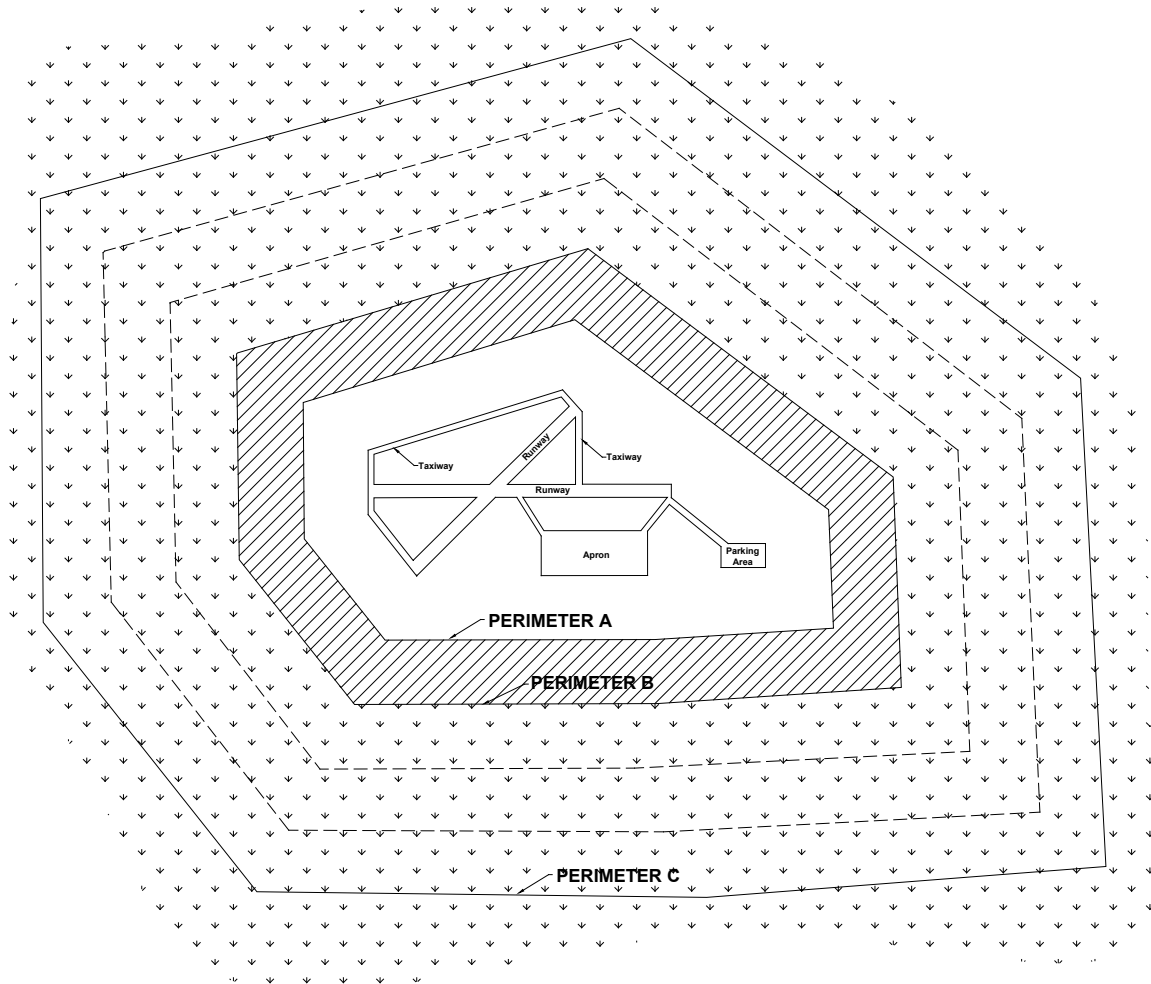 Runway
Taxiway
Taxiway
Runway
Apron
Parking
Area
PERIMETER A
PERIMETER B
PERIMETER C